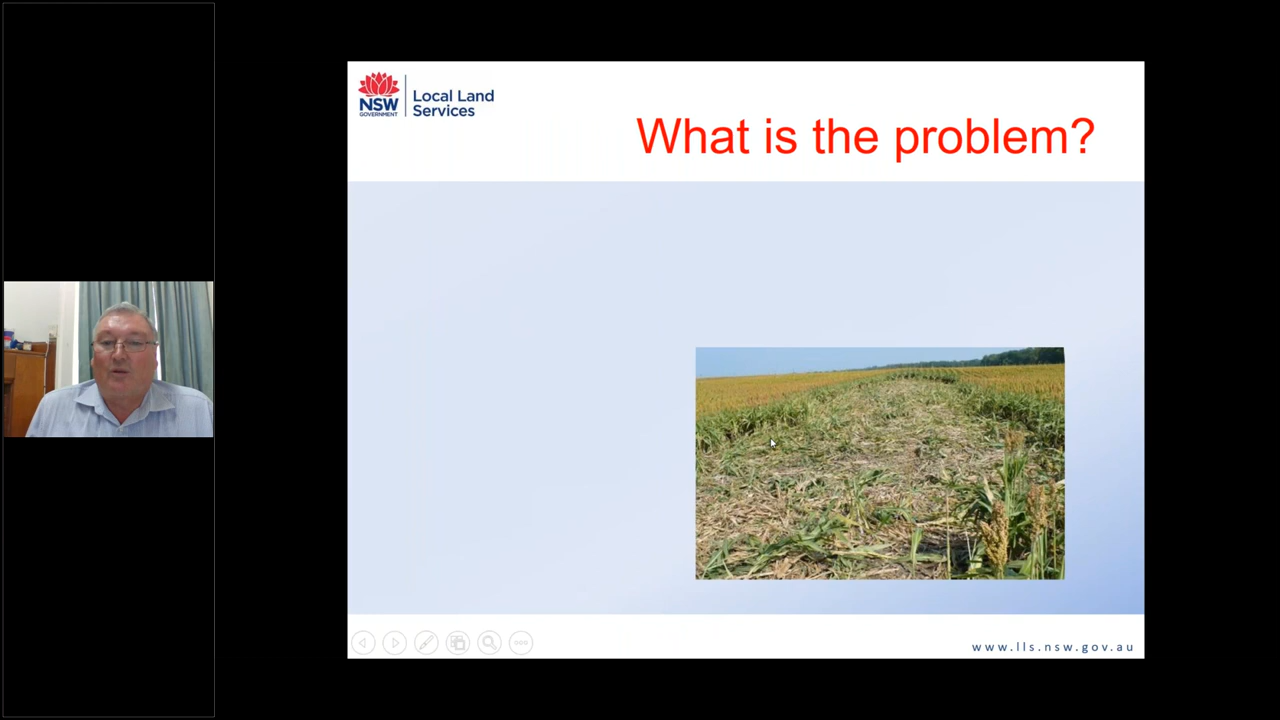 NSW
GOVERNMENT
Local Land
Services
What is the problem?
www.lls.nsw.gov.au